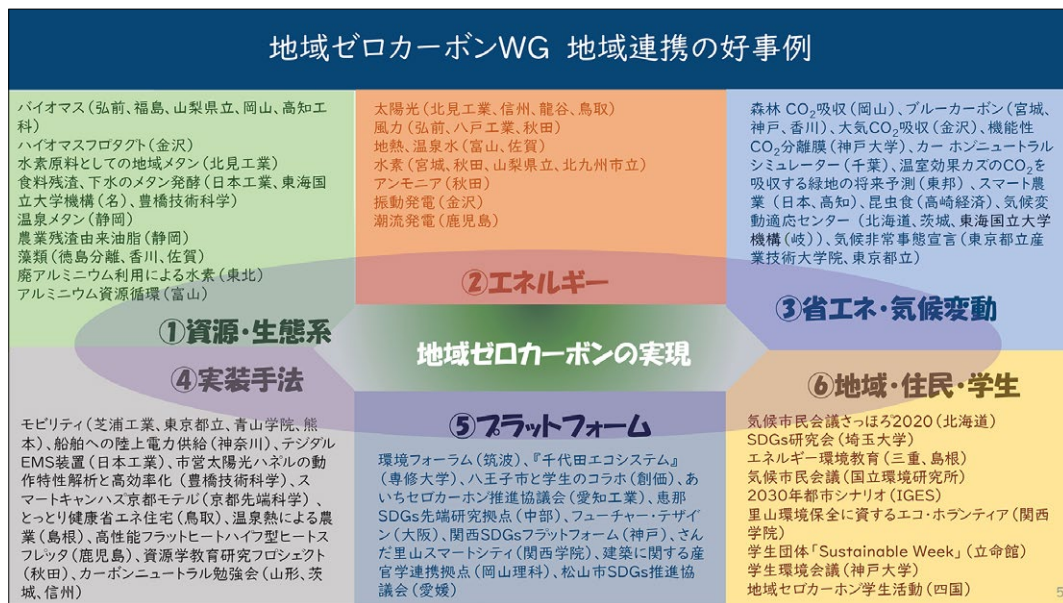 地域ゼロカーボンWG 地域連携の好事例
バイオマス（弘前、福島、山梨県立、岡山、高知工
科）
ハイオマスフロタクト（金沢）
水素原料としての地域メタン（北見工業）
食料残渣、下水のメタン発酵（日本工業、東海国
立大学機構（名）、豊橋技術科学）
温泉メタン（静岡）
農業残渣由来油脂（静岡）
藻類（徳島分離、香川、佐賀）
廃アルミニウム利用による水素（東北）
アルミニウム資源循環（富山）
①資源・生態系
太陽光（北見工業、信州、龍谷、鳥取）
風力（弘前、八戸工業、秋田）
地熱、温泉水（富山、佐賀）
水素（宮城、秋田、山梨県立、北九州市立）
アンモニア（秋田）
振動発電（金沢）
潮流発電（鹿児島）
②エネルギー
森林 CO₂吸収（岡山）、ブルーカーボン（宮城、
神戸、香川）、大気CO₂吸収（金沢）、機能性
CO₂分離膜（神戸大学）、カー ホンニュートラル
シミュレーター（千葉）、温室効果カズのCO₂を
吸収する緑地の将来予測（東邦）、スマート農
業（日本、高知）、昆虫食（高崎経済）、気候変
動適応センター （北海道、茨城、東海国立大学
機構（岐））、気候非常事態宣言（東京都立産
業技術大学院、東京都立）
③省エネ・気候変動
地域ゼロカーボンの実現
④実装手法
モビリティ（芝浦工業、東京都立、青山学院、熊
本）、船舶への陸上電力供給（神奈川）、テシダル
EMS装置（日本工業）、市営太陽光ハネルの動
作特性解析と高効率化（豊橋技術科学）、ス
マートキャンハズ京都モデル（京都先端科学）、
とっとり健康省エネ住宅（鳥取）、温泉熱による農
業（島根）、高性能フラットヒートハイフ型ヒートス
フレッタ（鹿児島）、資源学教育研究フロシェクト
（秋田）、カーボンニュートラル勉強会（山形、茨
城、信州）
⑤プラットフォーム
環境フォーラム（筑波）、『千代田エコシステム』
（専修大学）、八王子市と学生のコラホ（創価）、あ
いちセロカーホン推進協議会（愛知工業）、恵那
SDGs先端研究拠点（中部）、フューチャー・テザイ
ン（大阪）、関西SDGsフラットフォーム（神戸）、さん
だ里山スマートシティ（関西学院）、建築に関する産
官学連携拠点（岡山理科）、松山市SDGs推進協
議会（愛媛）
⑥地域・住民・学生
気候市民会議さっほろ2020（北海道）
SDGs研究会（埼玉大学）
エネルギー環境教育（三重、島根）
気候市民会議（国立環境研究所）
2030年都市シナリオ（IGES）
里山環境保全に資するエコ・ホランティア（関西
学院）
学生団体「Sustainable Week」（立命館）
学生環境会議（神戸大学）
地域セロカーホン学生活動（四国）